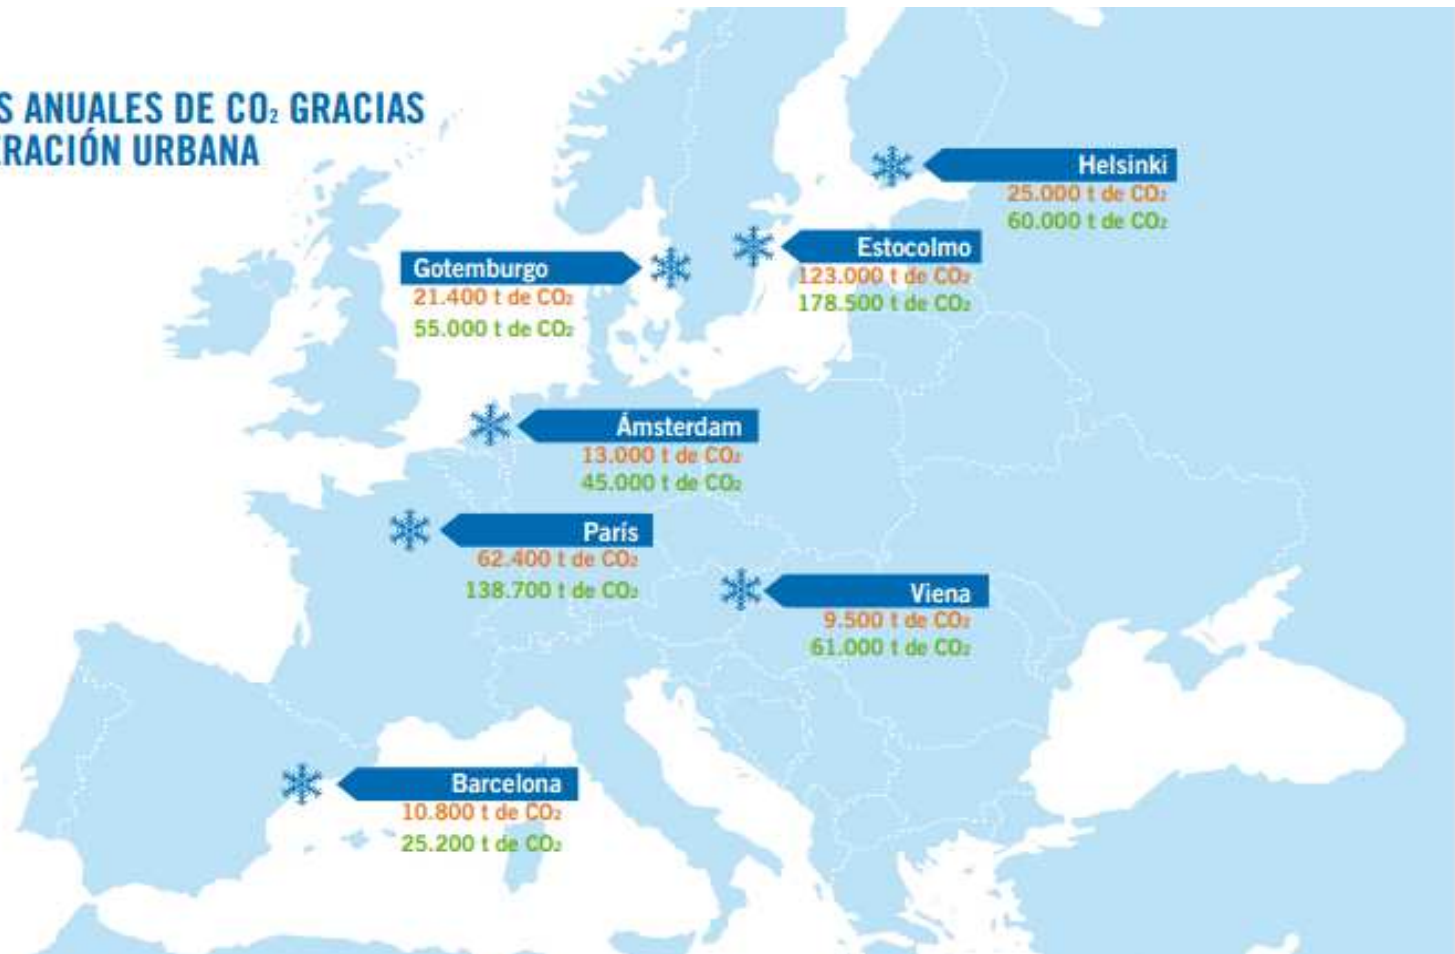 S ANUALES DE CO₂ GRACIAS
ERACIÓN URBANA
Helsinki
25.000 t de CO₂
60.000 t de CO₂
Estocolmo
123.000 t de CO₂
178.500 t de CO₂
Gotemburgo
21.400 t de CO₂
55.000 t de CO₂
Ámsterdam
13.000 t de CO₂
45.000 t de CO₂
París
62.400 t de CO₂
138.700 t de CO₂
Viena
9.500 t de CO₂
61.000 t de CO₂
Barcelona
10.800 t de CO₂
25.200 t de CO₂